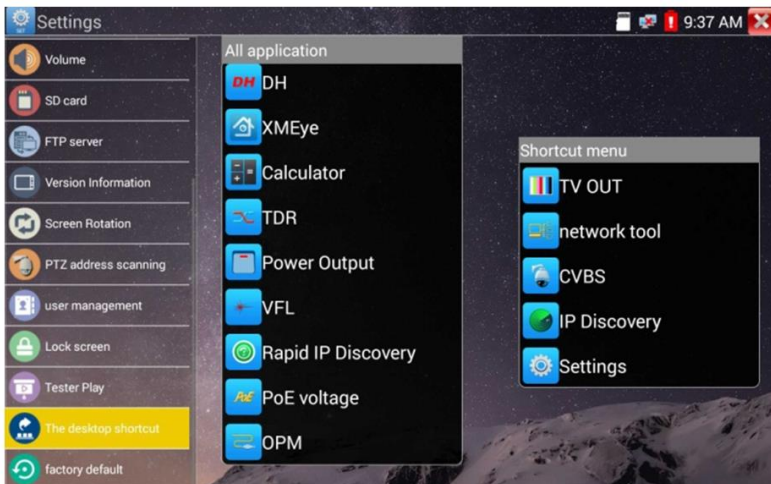 SET
Settings
9:37 AM
Volume
SD card
FTP server
Version Information
Screen Rotation
PTZ address scanning
user management
Lock screen
Tester Play
The desktop shortcut
factory default
All application
DH DH
XMEye
Calculator
TDR
Power Output
VFL
Rapid IP Discovery
PoE PoE voltage
OPM
Shortcut menu
TV OUT
network tool
CVBS
IP Discovery
Settings